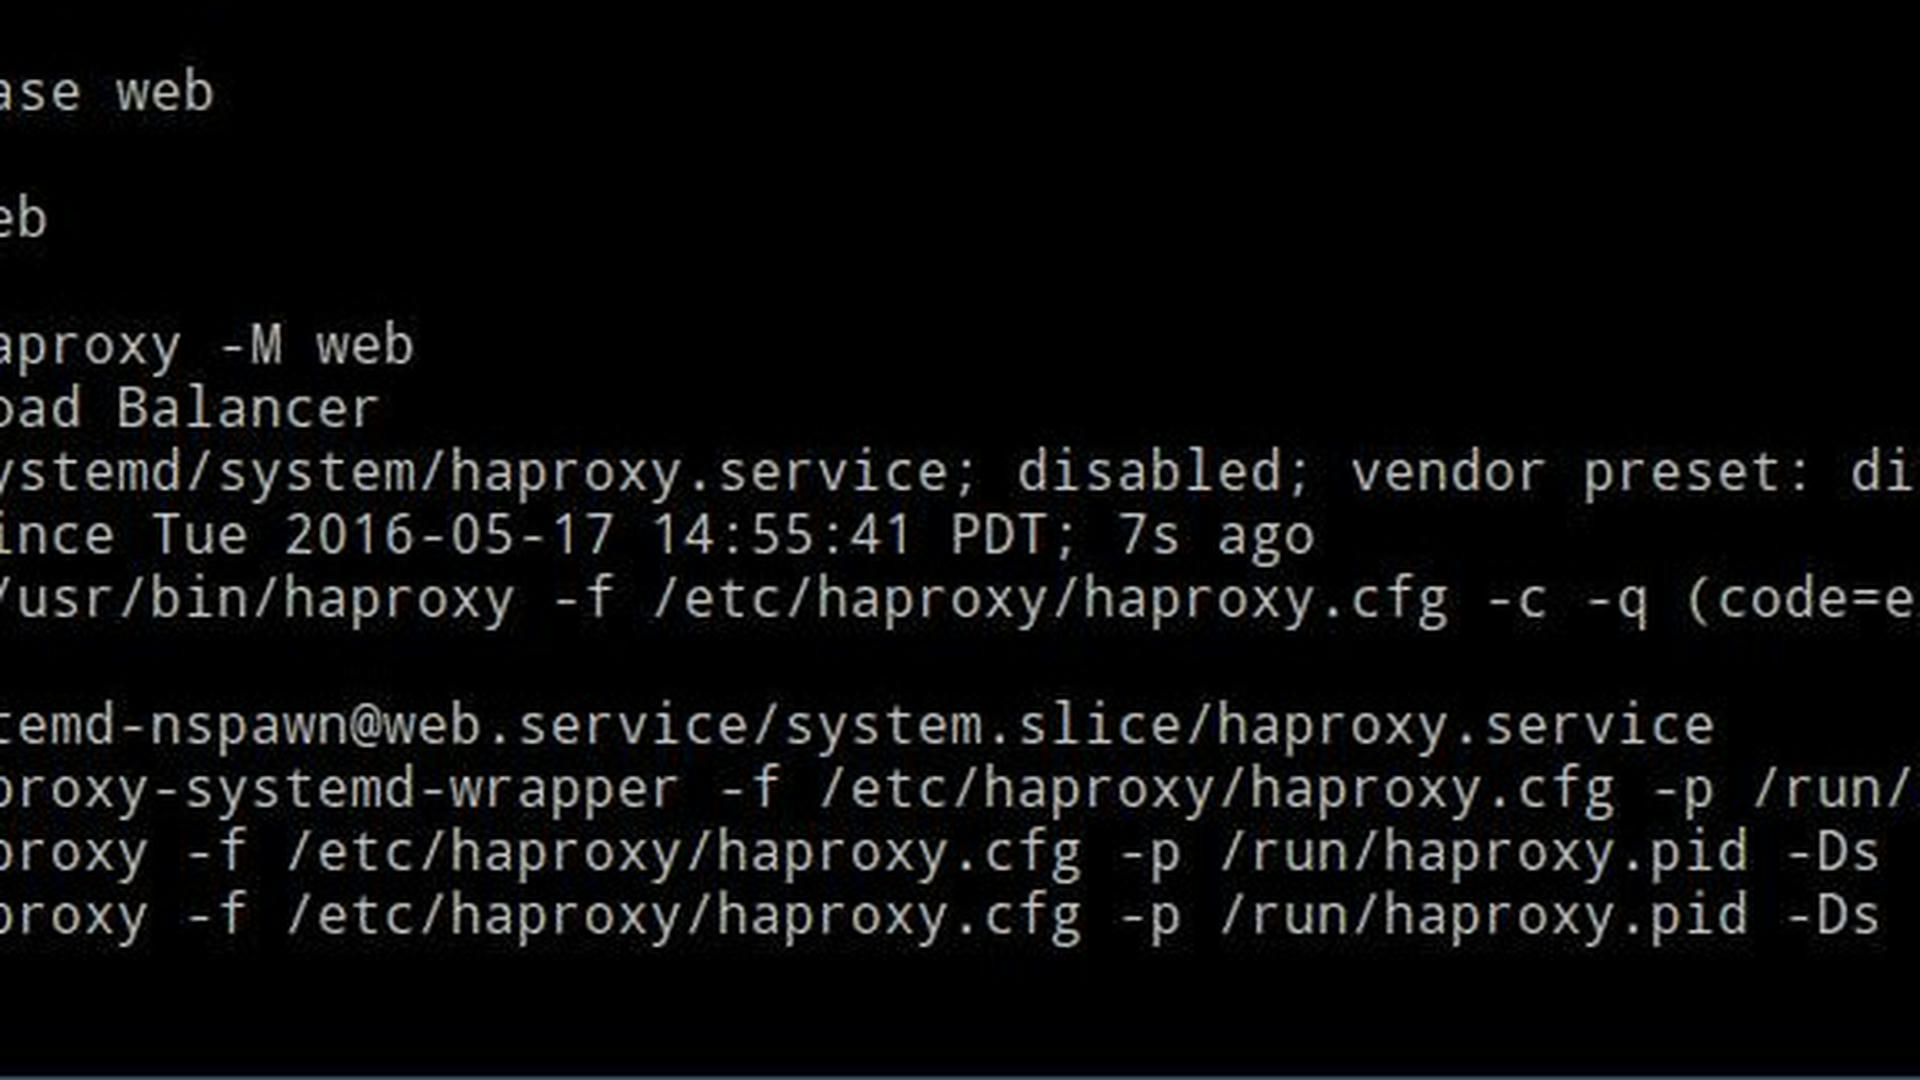 ase web
eb
aproxy -M web
oad Balancer
ystemd/system/haproxy.service; disabled; vendor preset: di
ince Tue 2016-05-17 14:55:41 PDT; 7s ago
/usr/bin/haproxy -f /etc/haproxy/haproxy.cfg -c -q (code=e
temd-nspawn@web.service/system.slice/haproxy.service
proxy-systemd-wrapper -f /etc/haproxy/haproxy.cfg -p /run/
proxy -f /etc/haproxy/haproxy.cfg -p /run/haproxy.pid -Ds
proxy -f /etc/haproxy/haproxy.cfg -p /run/haproxy.pid -Ds